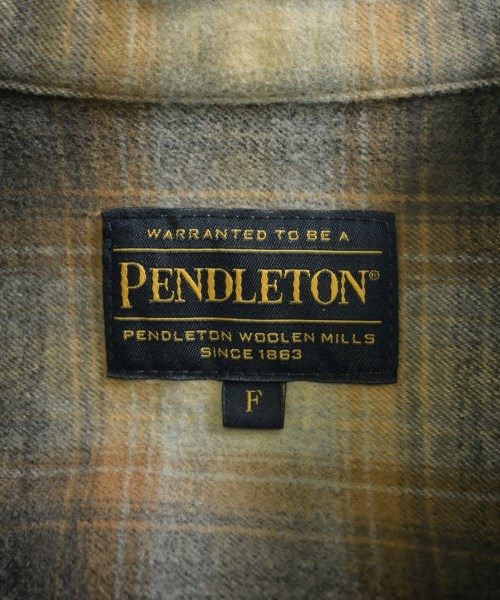 WARRANTED TO BE A
PENDLETON®
PENDLETON WOOLEN MILLS
SINCE 1863
F